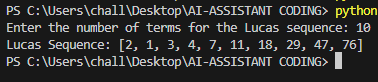 PS C:\Users\chall\Desktop\AI-ASSISTANT CODING> python
Enter the number of terms for the Lucas sequence: 10
Lucas Sequence: [2, 1, 3, 4, 7, 11, 18, 29, 47, 76]
PS C:\Users\chall\Desktop\AI-ASSISTANT CODING>